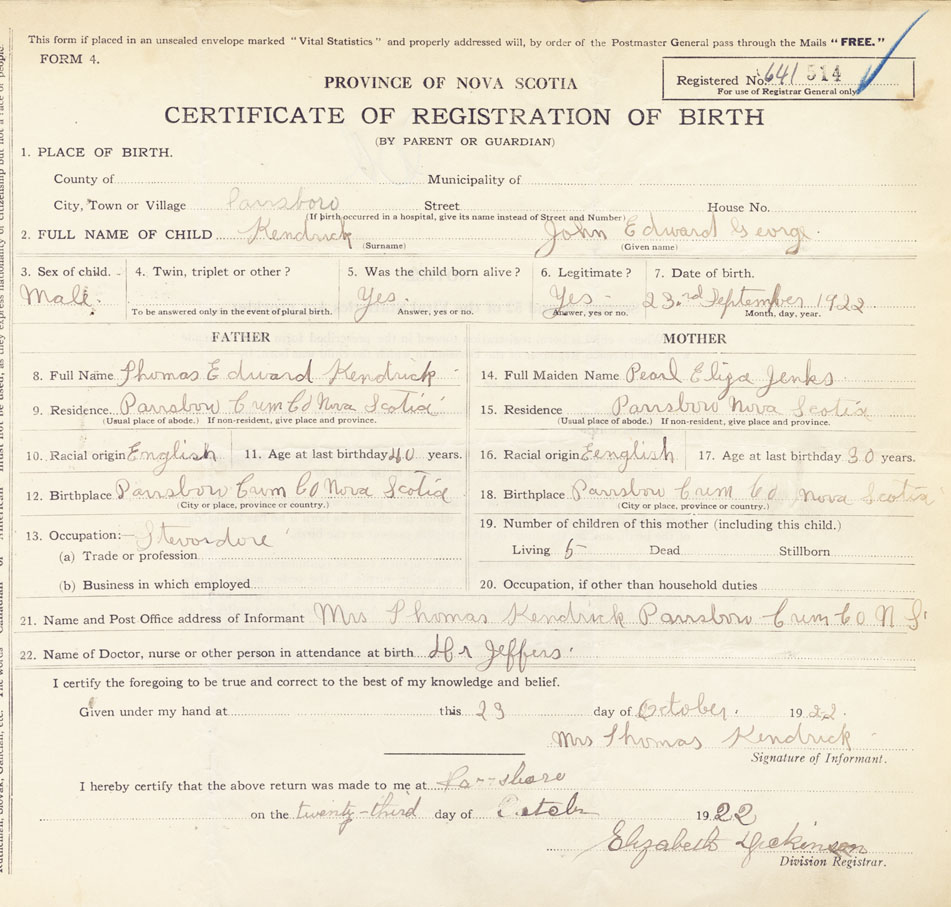 This form if placed in an unsealed envelope marked "Vital Statistics" and properly addressed will, by order of the Postmaster General pass through the Mails "FREE."
FORM 4.
PROVINCE OF NOVA SCOTIA
Registered No. 641 514
For use of Registrar General only
CERTIFICATE OF REGISTRATION OF BIRTH
(BY PARENT OR GUARDIAN)
1. PLACE OF BIRTH.
County of Municipality of
City, Town or Village Parrsboro Street House No.
(If birth occurred in a hospital, give its name instead of Street and Number)
2. FULL NAME OF CHILD Kendrick John Edward George
(Surname) (Given name)
3. Sex of child. 4. Twin, triplet or other? 5. Was the child born alive? 6. Legitimate? 7. Date of birth.
Male. Yes. Yes - 23.rd September 1922
To be answered only in the event of plural birth. Answer, yes or no. Answer, yes or no. Month, day, year.
FATHER MOTHER
8. Full Name Thomas Edward Kendrick 14. Full Maiden Name Pearl Eliza Jenks
9. Residence Parrsboro Cum Co Nova Scotia 15. Residence Parrsboro Nova Scotia
(Usual place of abode.) If non-resident, give place and province. (Usual place of abode.) If non-resident, give place and province.
10. Racial origin English 11. Age at last birthday 40 years. 16. Racial origin English 17. Age at last birthday 30 years.
12. Birthplace Parrsboro Cum Co Nova Scotia 18. Birthplace Parrsboro Cum Co Nova Scotia
(City or place, province or country.) (City or place, province or country.)
13. Occupation:— Stevordore 19. Number of children of this mother (including this child.)
(a) Trade or profession Living 5 Dead Stillborn
(b) Business in which employed 20. Occupation, if other than household duties
21. Name and Post Office address of Informant Mrs Thomas Kendrick Parrsboro Cum Co N S
22. Name of Doctor, nurse or other person in attendance at birth Dr Jeffers
I certify the foregoing to be true and correct to the best of my knowledge and belief.
Given under my hand at this 23 day of October 1922.
Mrs Thomas Kendrick
Signature of Informant.
I hereby certify that the above return was made to me at Parrsboro
on the twenty-third day of October 1922
Elizabeth Dickinson
Division Registrar.